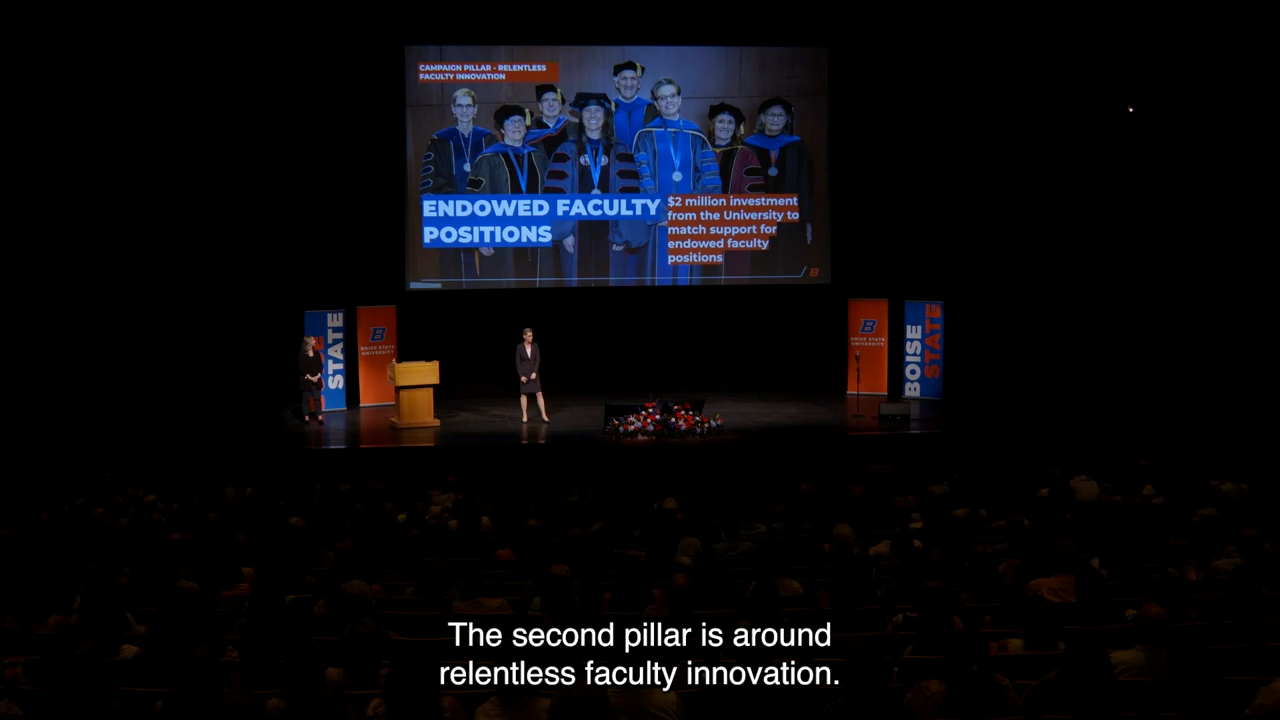 CAMPAIGN PILLAR - RELENTLESS
FACULTY INNOVATION
ENDOWED FACULTY
POSITIONS
$2 million investment
from the University to
match support for
endowed faculty
positions
B
STATE
B
BOISE STATE
UNIVERSITY
B
BOISE STATE
UNIVERSITY
BOISE
STATE
The second pillar is around
relentless faculty innovation.